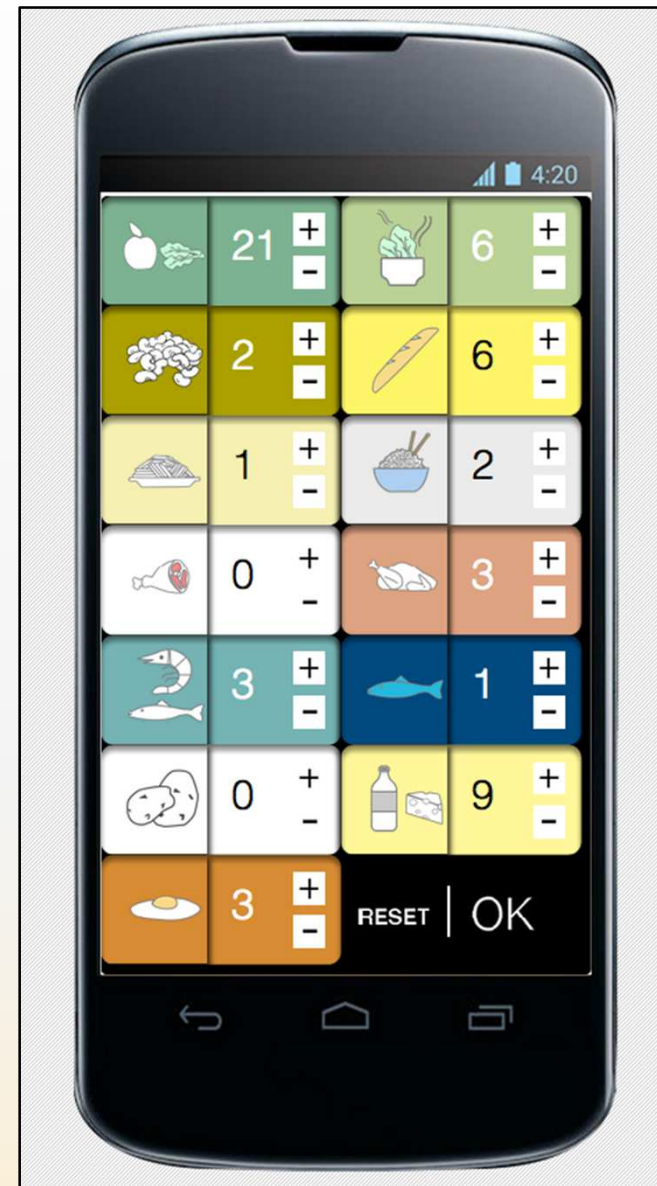 4:20
21 + - 6 + -
2 + - 6 + -
1 + - 2 + -
0 + - 3 + -
3 + - 1 + -
0 + - 9 + -
3 + - RESET | OK